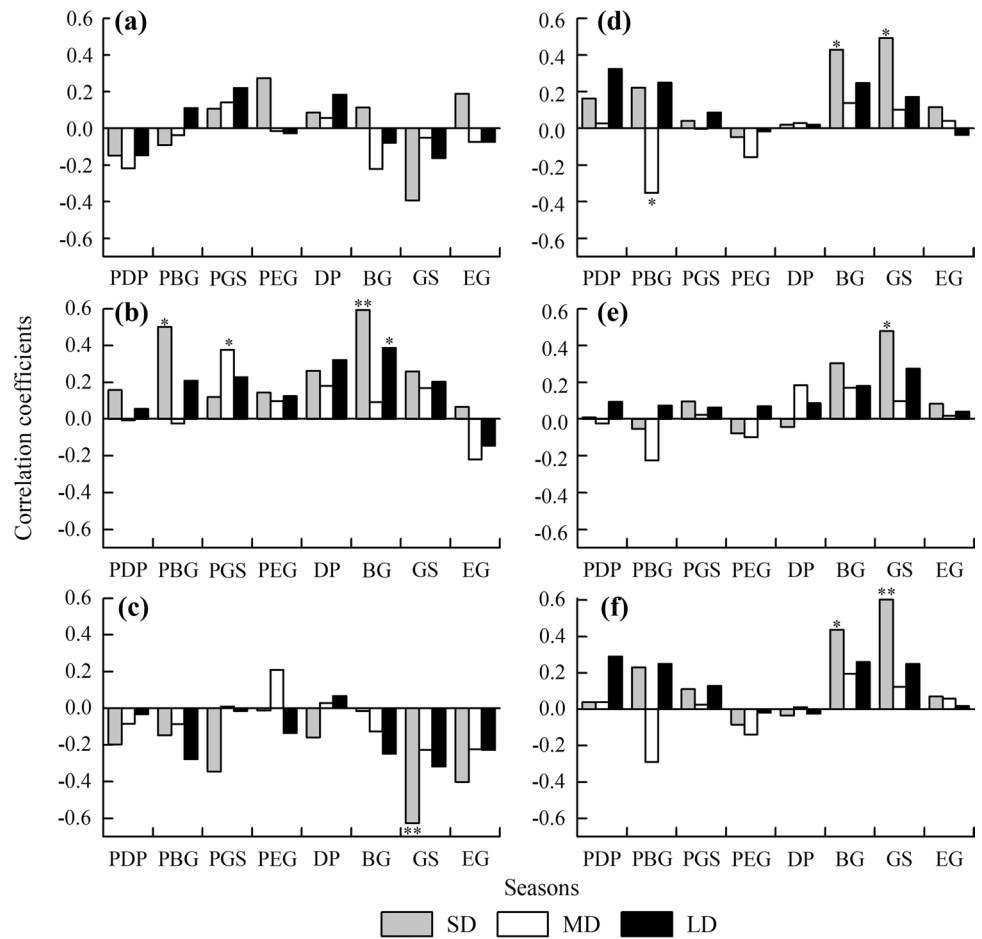 Correlation coefficients
(a)
0.6
0.4
0.2
0.0
-0.2
-0.4
-0.6
PDP PBG PGS PEG DP BG GS EG
(b)
0.6
0.4
0.2
0.0
-0.2
-0.4
-0.6
* * ** *
PDP PBG PGS PEG DP BG GS EG
(c)
0.6
0.4
0.2
0.0
-0.2
-0.4
-0.6
**
PDP PBG PGS PEG DP BG GS EG
(d)
0.6
0.4
0.2
0.0
-0.2
-0.4
-0.6
* * *
PDP PBG PGS PEG DP BG GS EG
(e)
0.6
0.4
0.2
0.0
-0.2
-0.4
-0.6
*
PDP PBG PGS PEG DP BG GS EG
(f)
0.6
0.4
0.2
0.0
-0.2
-0.4
-0.6
* **
PDP PBG PGS PEG DP BG GS EG
Seasons
SD MD LD